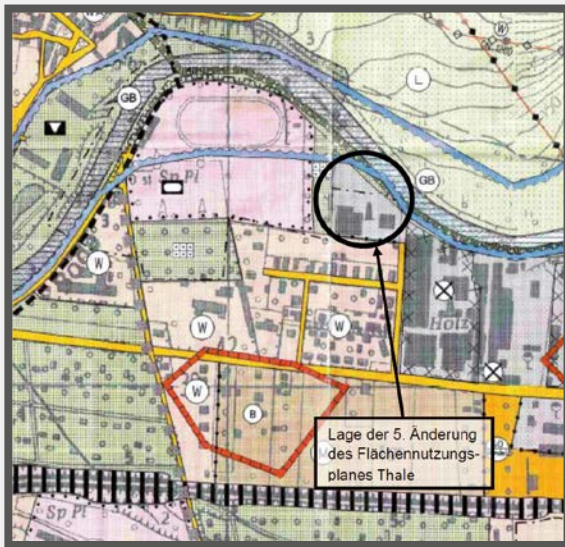 GB
L
W
Sp Pl
GB
W
W
W
Holz
W
B
Lage der 5. Änderung
des Flächennutzungs-
planes Thale
Sp Pl